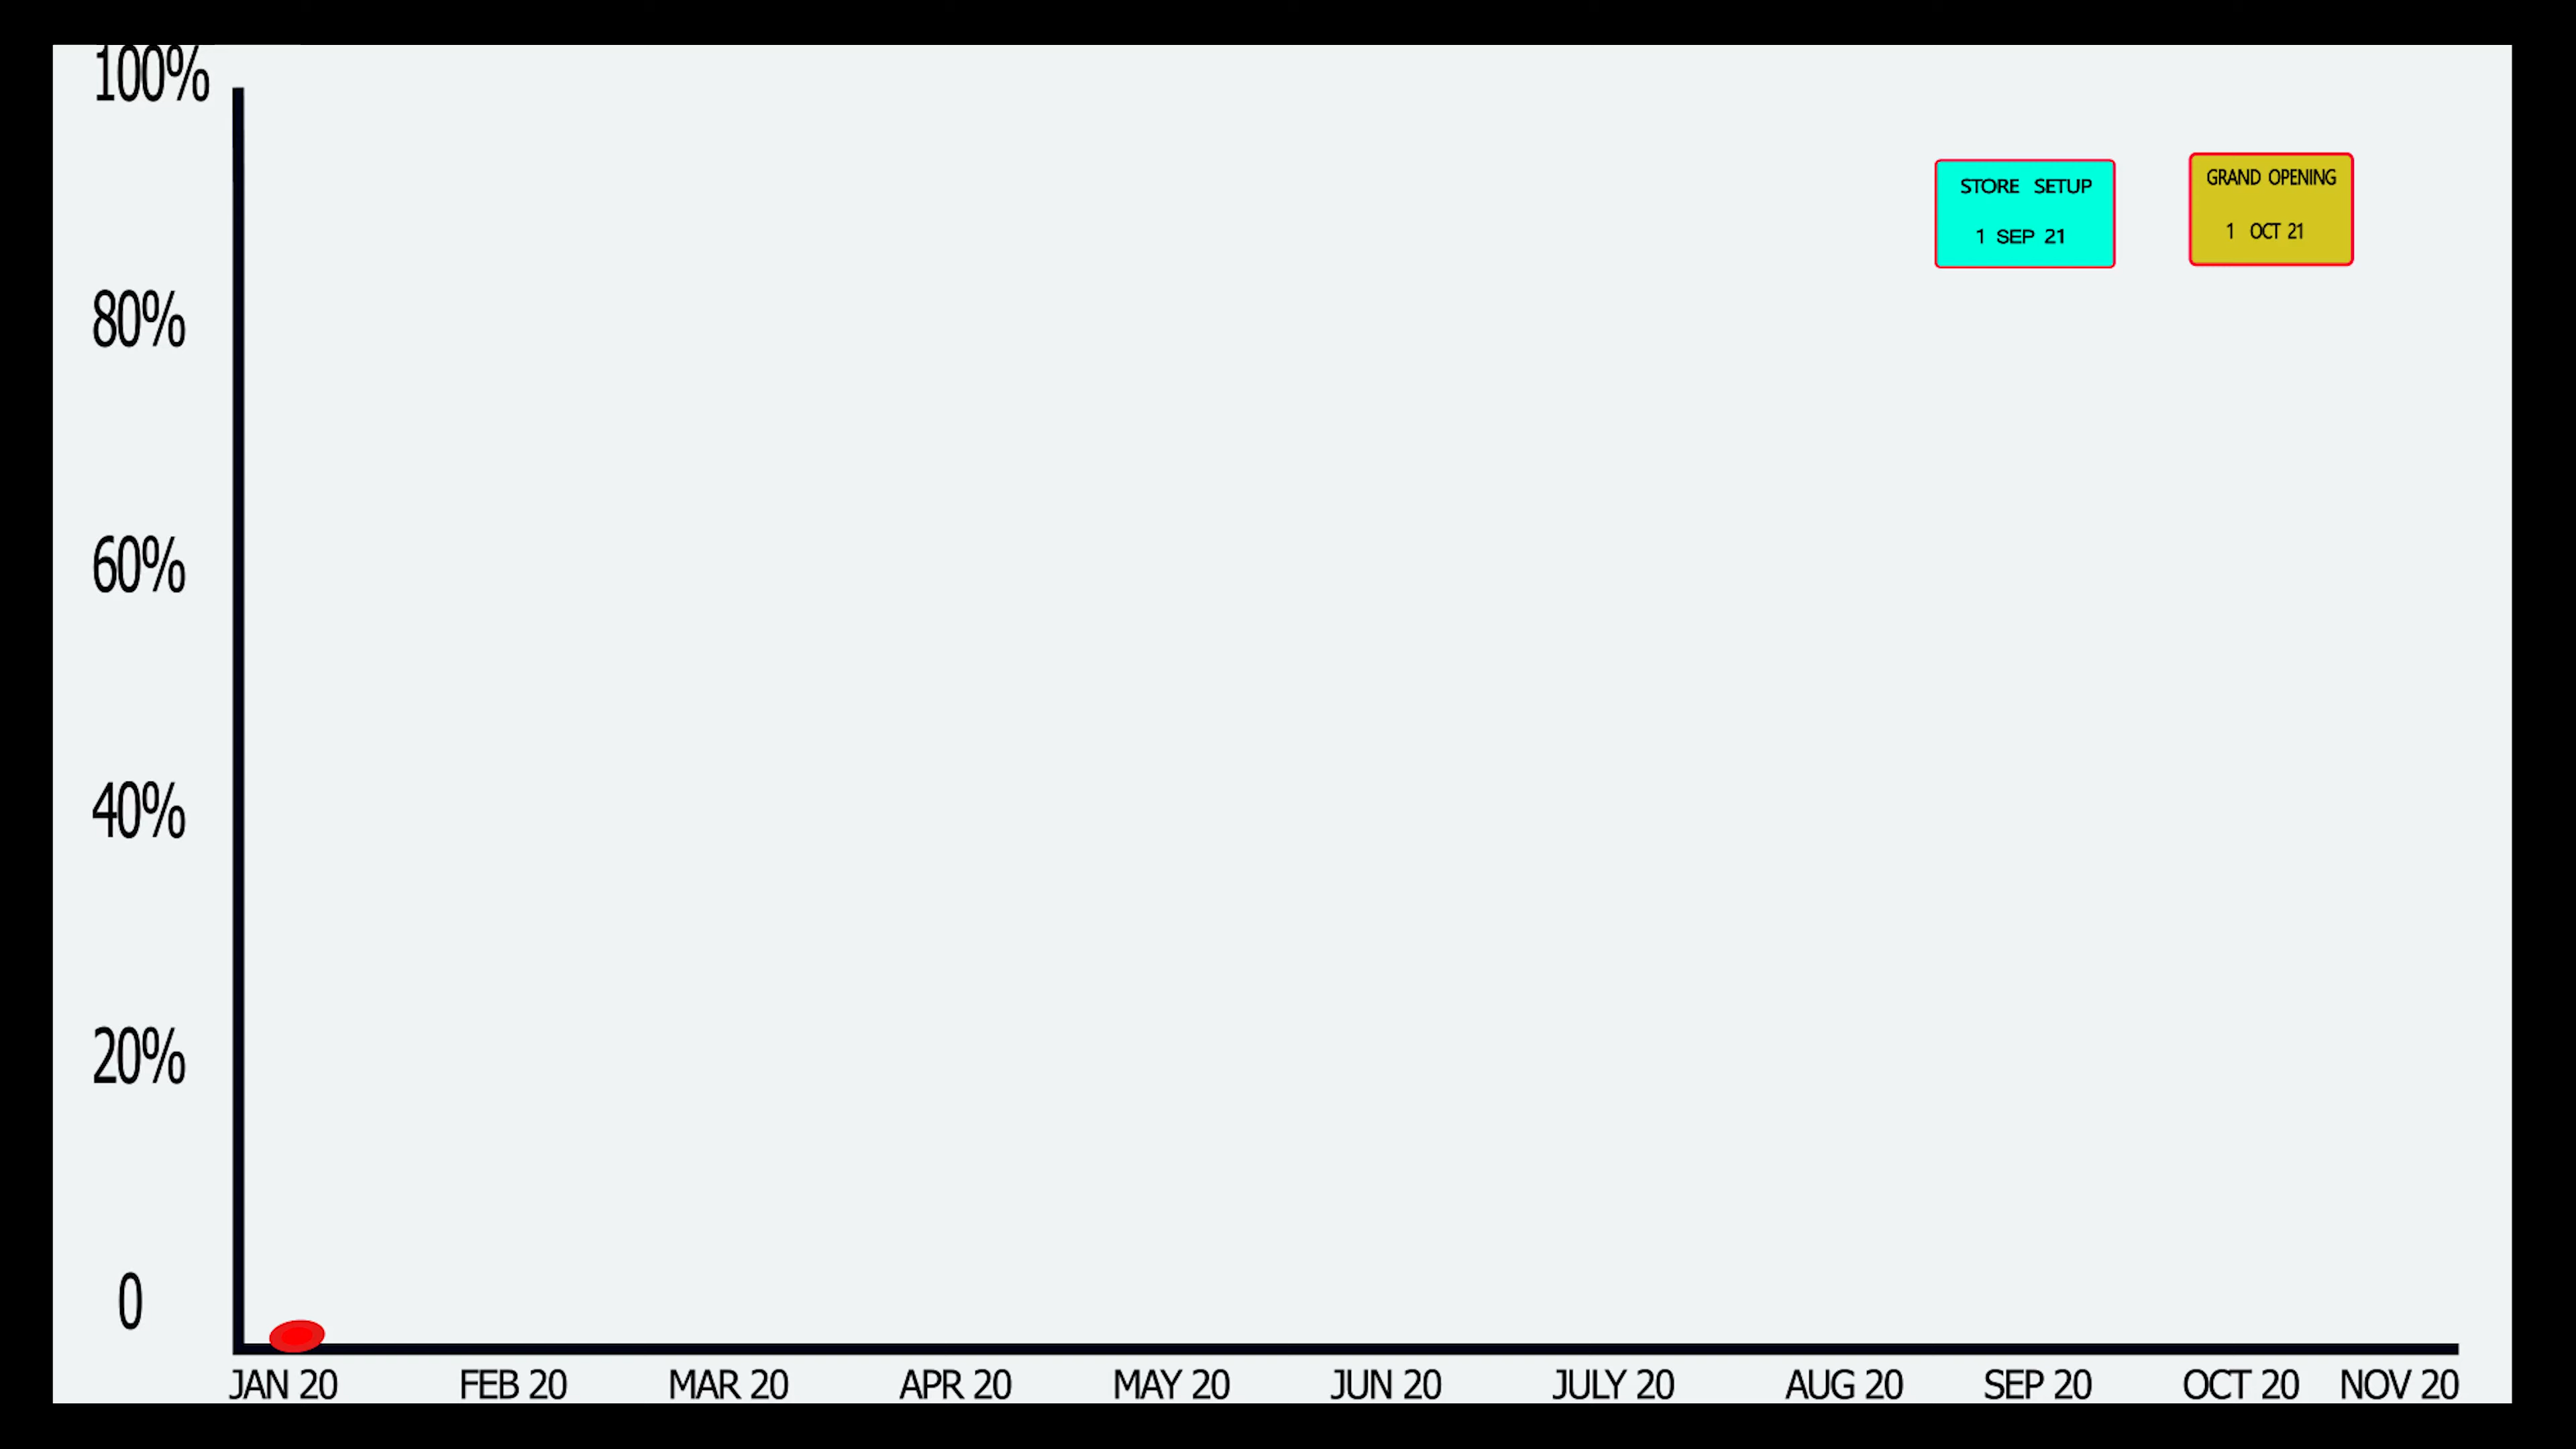 100%
80%
60%
40%
20%
0
STORE SETUP
1 SEP 21
GRAND OPENING
1 OCT 21
JAN 20 FEB 20 MAR 20 APR 20 MAY 20 JUN 20 JULY 20 AUG 20 SEP 20 OCT 20 NOV 20